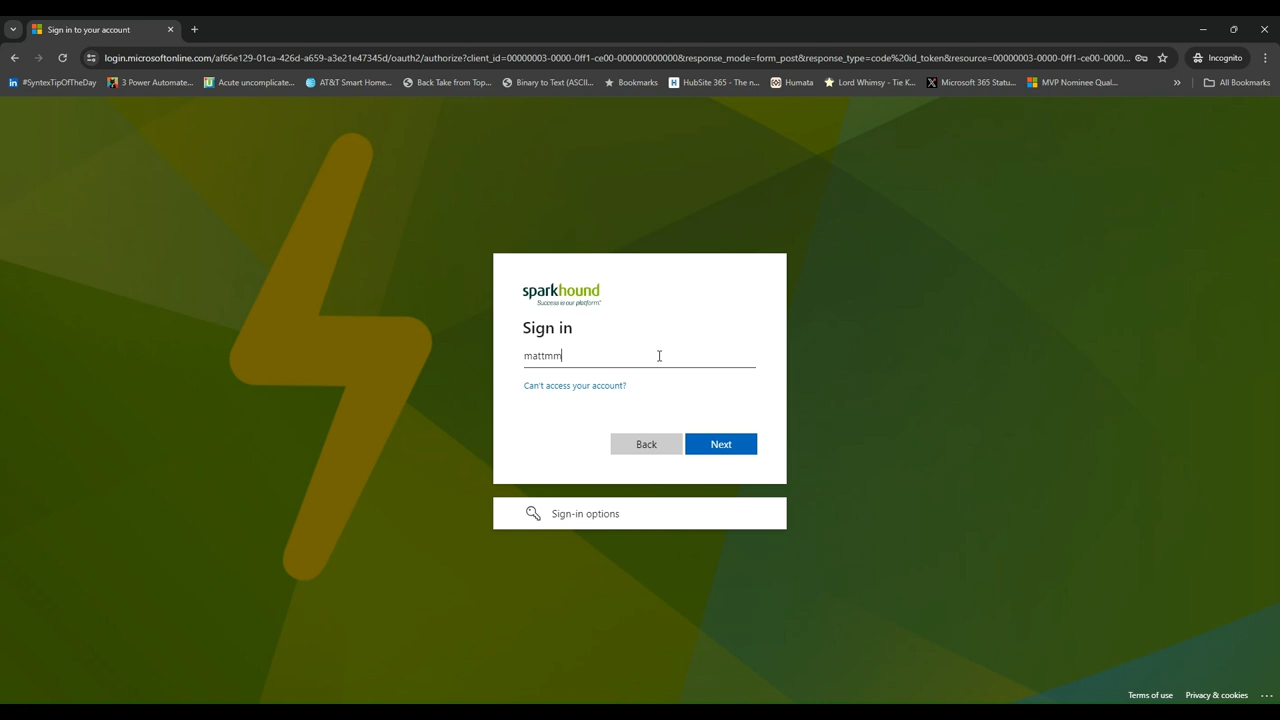 Sign in to your account
login.microsoftonline.com/af66e129-01ca-426d-a659-a3e21e47345d/oauth2/authorize?client_id=00000003-0000-0ff1-ce00-000000000000&response_mode=form_post&response_type=code%20id_token&resource=00000003-0000-0ff1-ce00-0000...
Incognito
#SyntexTipOfTheDay
3 Power Automate...
Acute uncomplicate...
AT&T Smart Home...
Back Take from Top...
Binary to Text (ASCII...
Bookmarks
HubSite 365 - The n...
Humata
Lord Whimsy - Tie K...
Microsoft 365 Statu...
MVP Nominee Qual...
»
All Bookmarks
sparkhound
Success is our platform
Sign in
mattmm
Can't access your account?
Back
Next
Sign-in options
Terms of use
Privacy & cookies
...